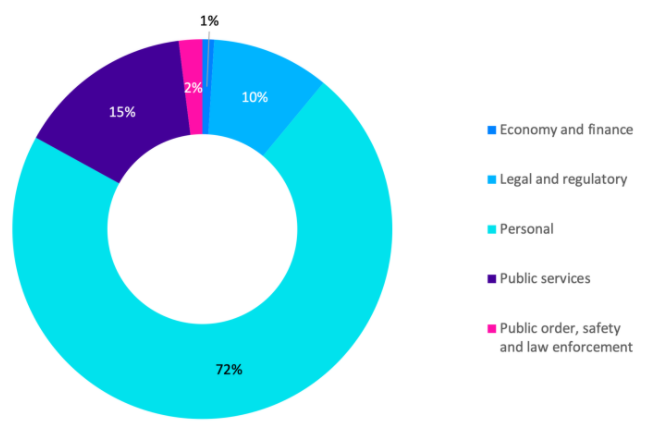 1%
10%
2%
15%
72%
Economy and finance
Legal and regulatory
Personal
Public services
Public order, safety
and law enforcement